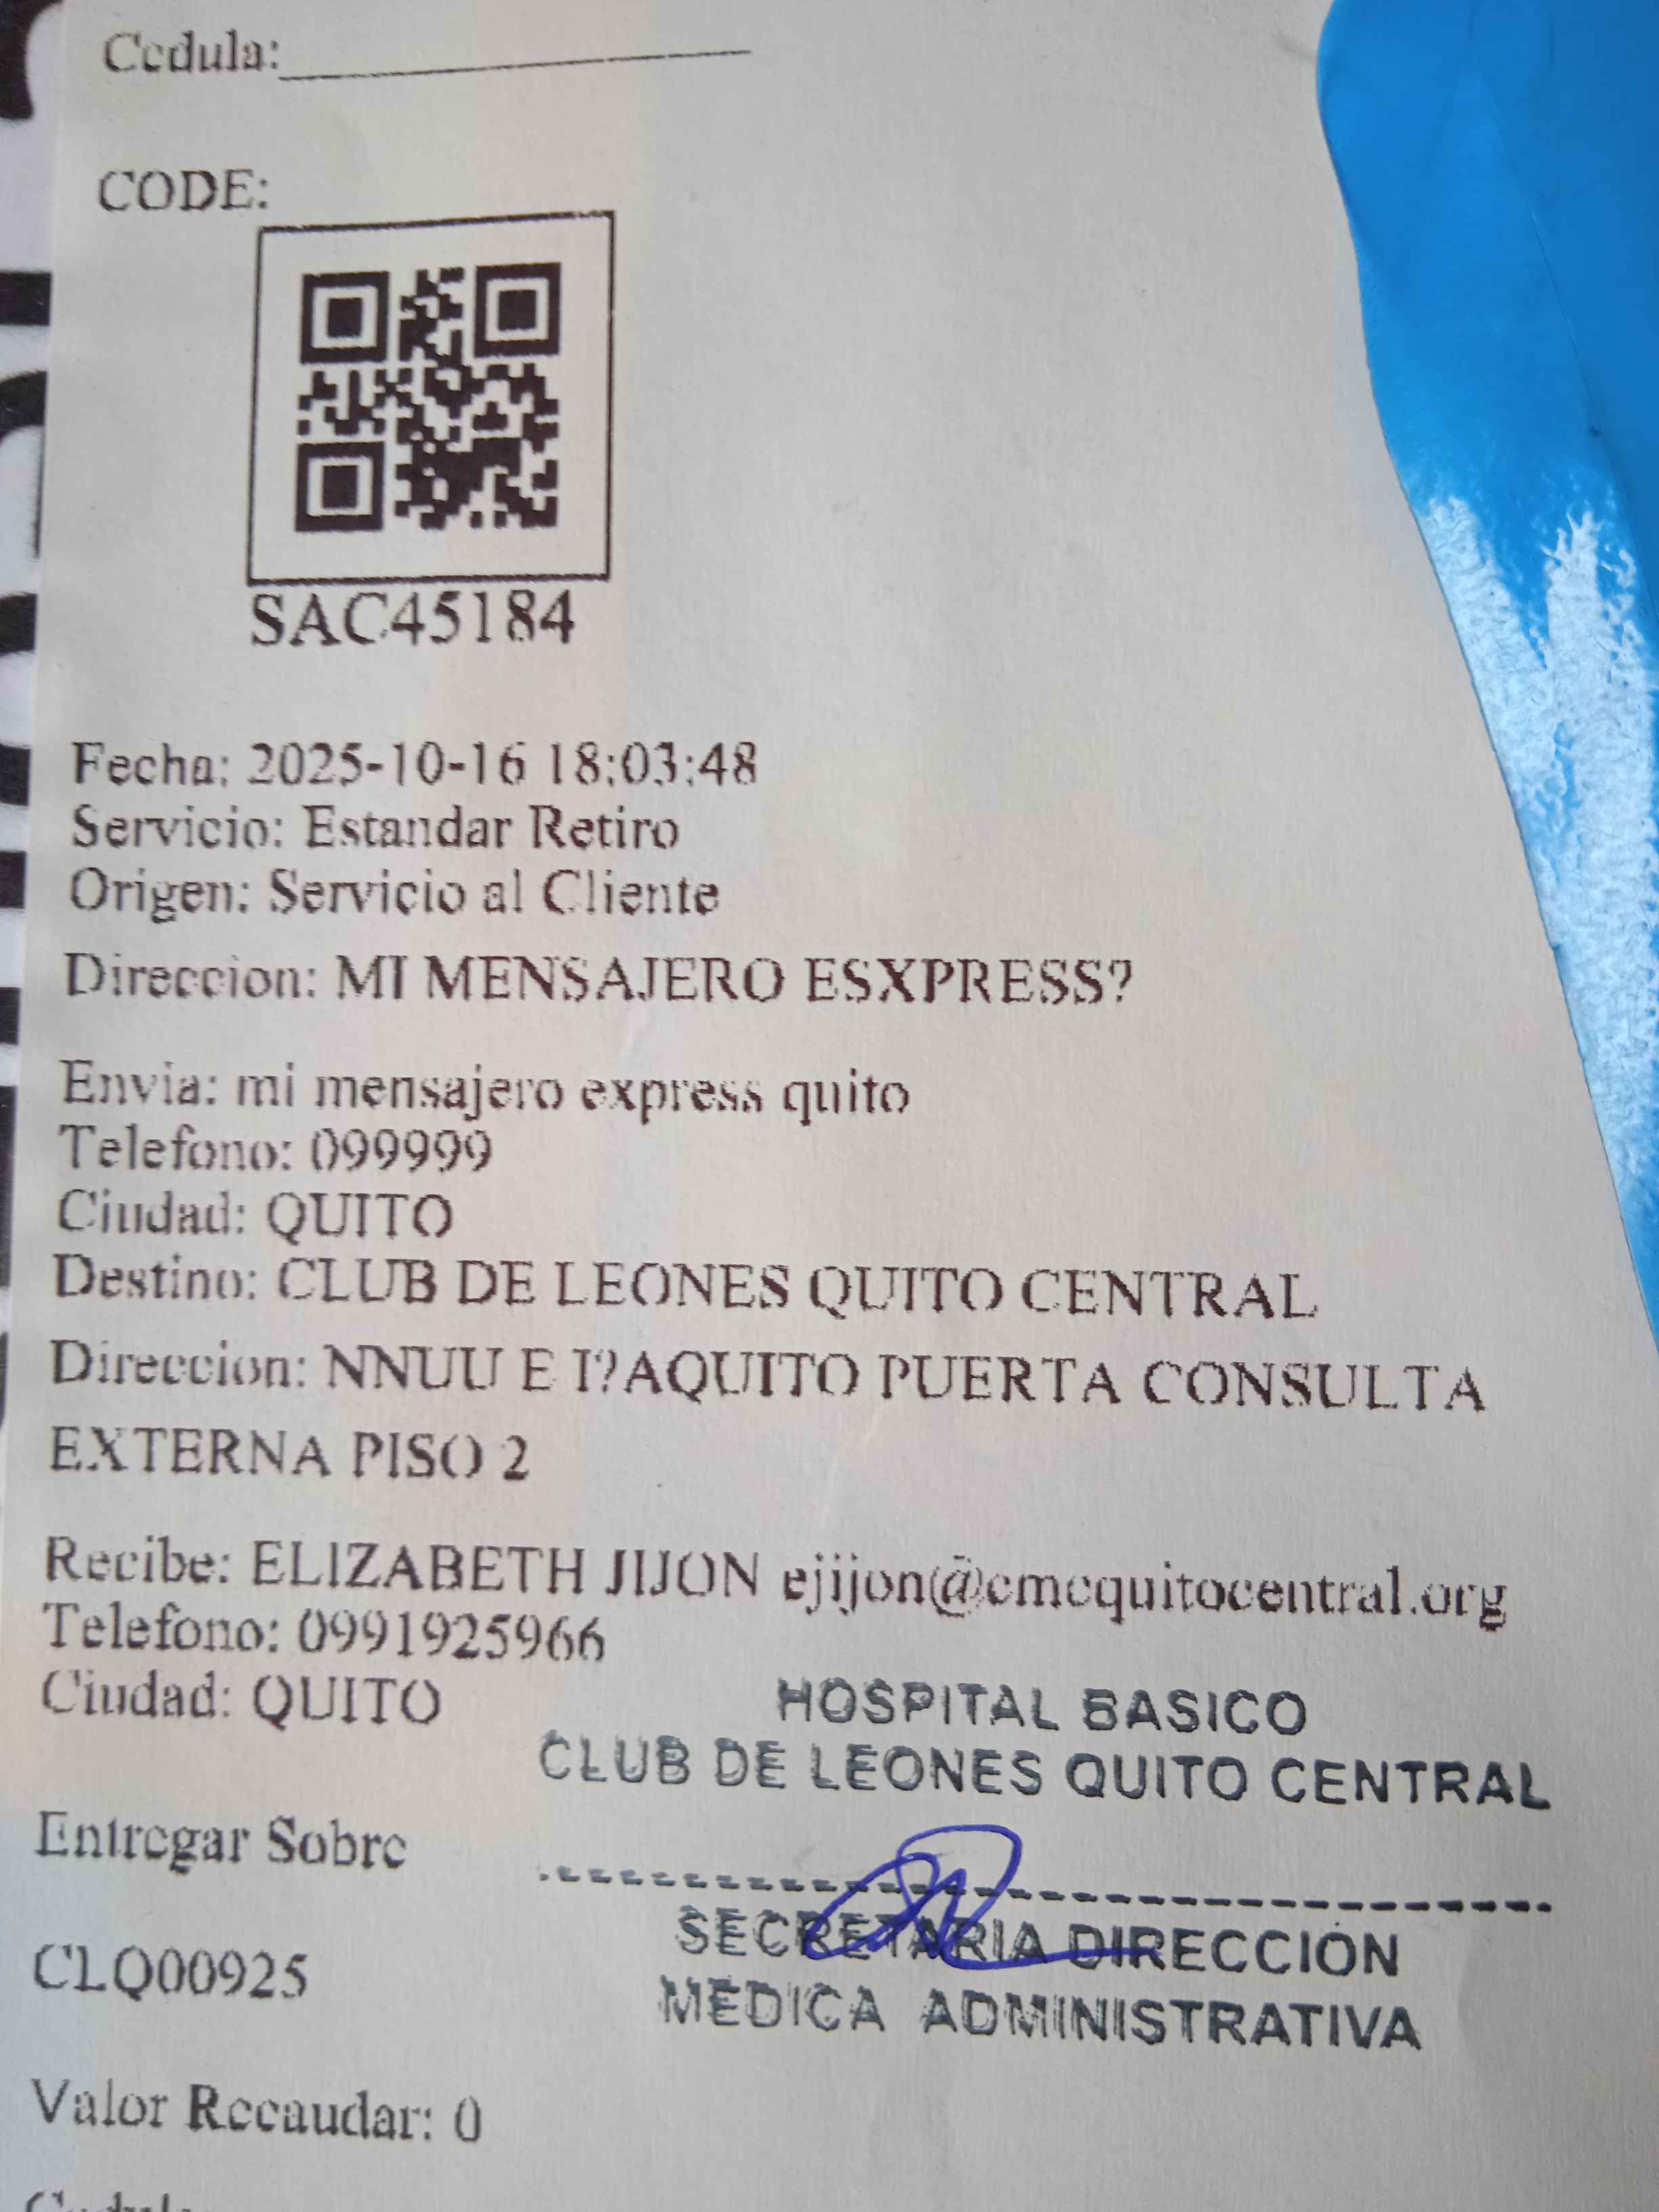 Cedula:
CODE:
SAC45184
Fecha: 2025-10-16 18:03:48
Servicio: Estandar Retiro
Origen: Servicio al Cliente
Direccion: MI MENSAJERO ESXPRESS?
Envia: mi mensajero express quito
Telefono: 099999
Ciudad: QUITO
Destino: CLUB DE LEONES QUITO CENTRAL
Direccion: NNUU E I?AQUITO PUERTA CONSULTA
EXTERNA PISO 2
Recibe: ELIZABETH JIJON ejijon@cmcquitocentral.org
Telefono: 0991925966
Ciudad: QUITO
HOSPITAL BASICO
CLUB DE LEONES QUITO CENTRAL
Entregar Sobre
SECRETARIA DIRECCIÓN
MEDICA ADMINISTRATIVA
CLQ00925
Valor Recaudar: 0